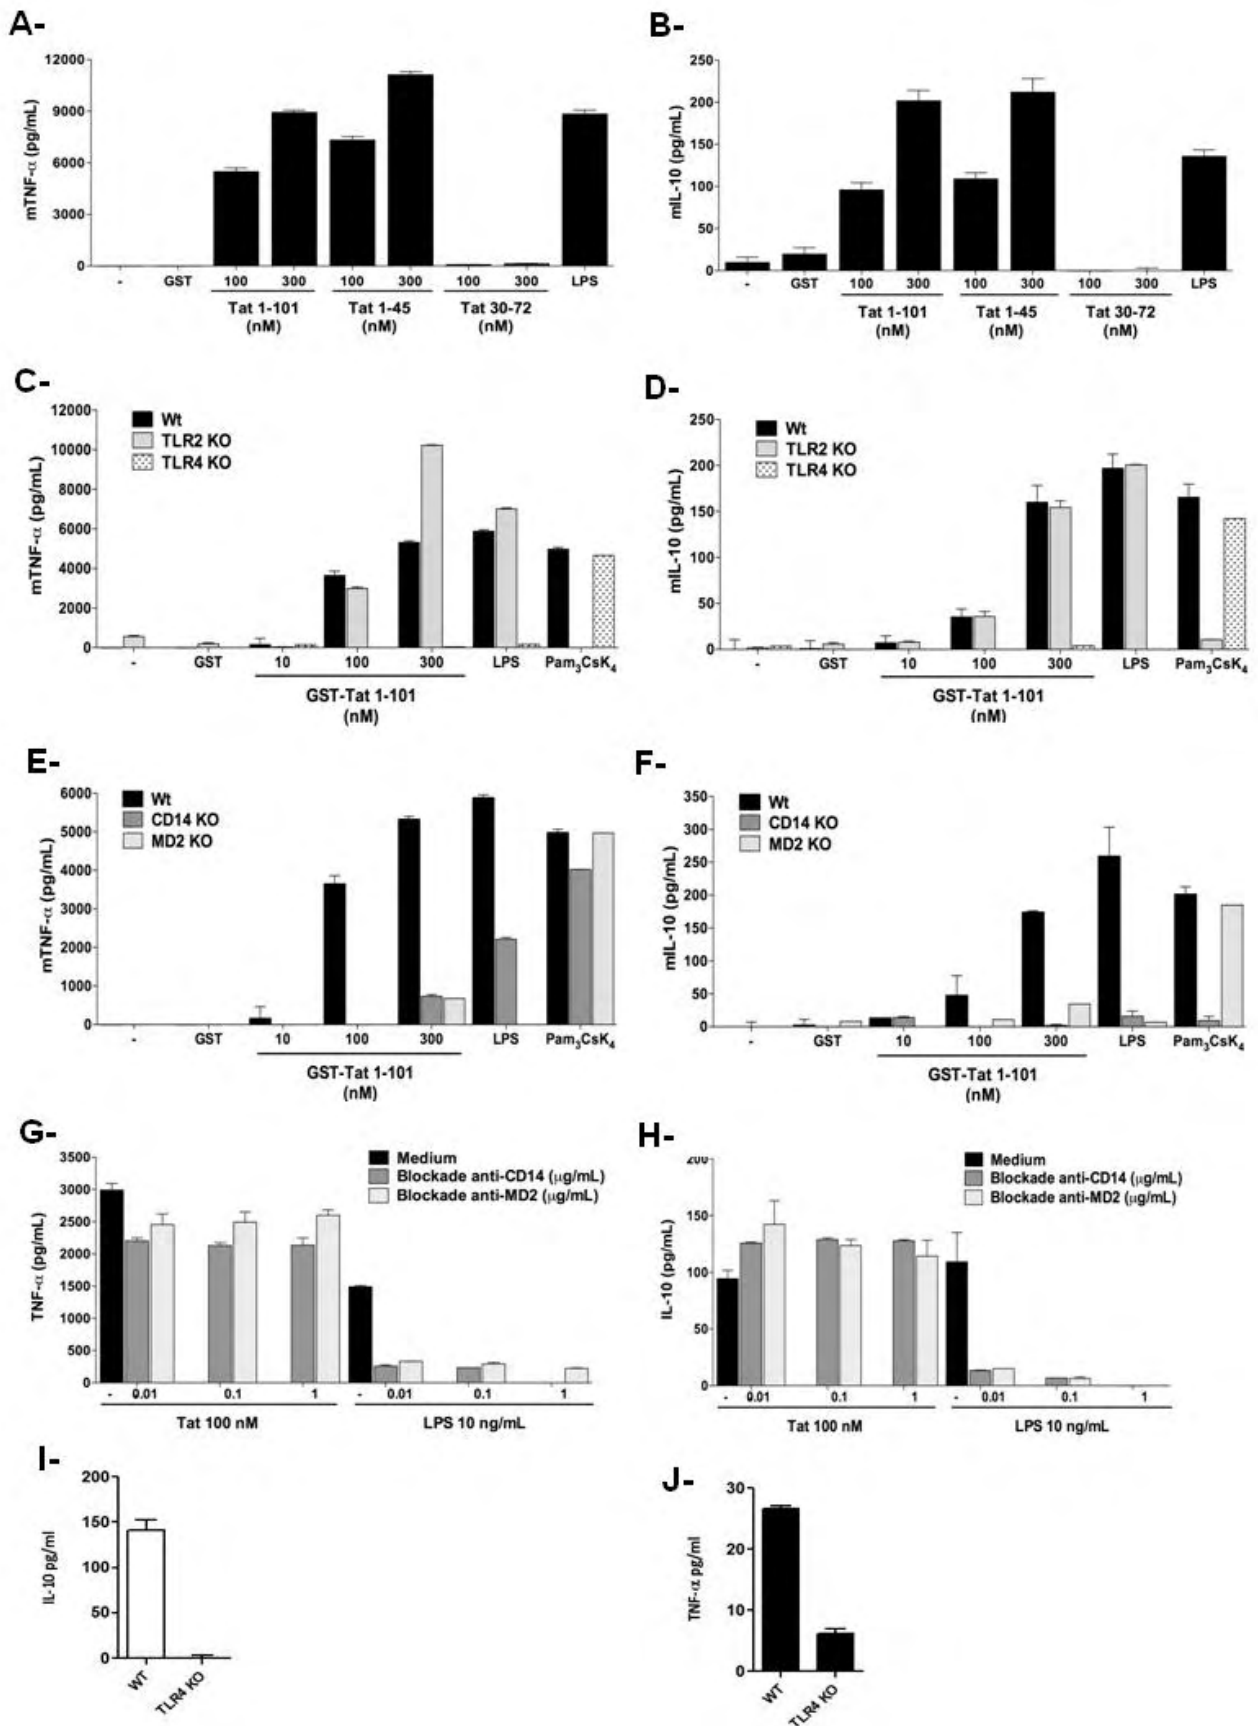 A-
mTNF-α (pg/mL)
12000
9000
6000
3000
0
- GST 100 300 100 300 100 300 LPS
Tat 1-101 Tat 1-45 Tat 30-72
(nM) (nM) (nM)
B-
mIL-10 (pg/mL)
250
200
150
100
50
0
- GST 100 300 100 300 100 300 LPS
Tat 1-101 Tat 1-45 Tat 30-72
(nM) (nM) (nM)
C-
mTNF-α (pg/mL)
12000
10000
8000
6000
4000
2000
0
Wt
TLR2 KO
TLR4 KO
- GST 10 100 300 LPS Pam₃CsK₄
GST-Tat 1-101
(nM)
D-
mIL-10 (pg/mL)
250
200
150
100
50
0
Wt
TLR2 KO
TLR4 KO
- GST 10 100 300 LPS Pam₃CsK₄
GST-Tat 1-101
(nM)
E-
mTNF-α (pg/mL)
6000
5000
4000
3000
2000
1000
0
Wt
CD14 KO
MD2 KO
- GST 10 100 300 LPS Pam₃CsK₄
GST-Tat 1-101
(nM)
F-
mIL-10 (pg/mL)
350
300
250
200
150
100
50
0
Wt
CD14 KO
MD2 KO
- GST 10 100 300 LPS Pam₃CsK₄
GST-Tat 1-101
(nM)
G-
TNF-α (pg/mL)
3500
3000
2500
2000
1500
1000
500
0
Medium
Blockade anti-CD14 (µg/mL)
Blockade anti-MD2 (µg/mL)
- 0.01 0.1 1 - 0.01 0.1 1
Tat 100 nM LPS 10 ng/mL
H-
IL-10 (pg/mL)
200
150
100
50
0
Medium
Blockade anti-CD14 (µg/mL)
Blockade anti-MD2 (µg/mL)
- 0.01 0.1 1 - 0.01 0.1 1
Tat 100 nM LPS 10 ng/mL
I-
IL-10 pg/ml
200
150
100
50
0
WT TLR4 KO
J-
TNF-α pg/ml
30
20
10
0
WT TLR4 KO